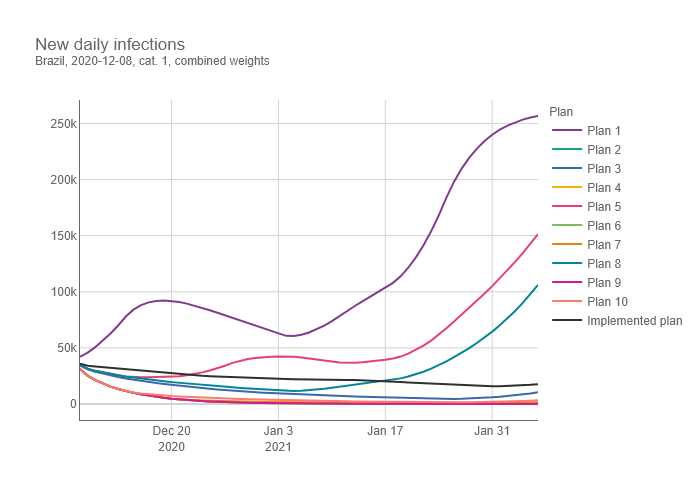 New daily infections
Brazil, 2020-12-08, cat. 1, combined weights
250k
200k
150k
100k
50k
0
Dec 20
2020
Jan 3
2021
Jan 17
Jan 31
Plan
Plan 1
Plan 2
Plan 3
Plan 4
Plan 5
Plan 6
Plan 7
Plan 8
Plan 9
Plan 10
Implemented plan